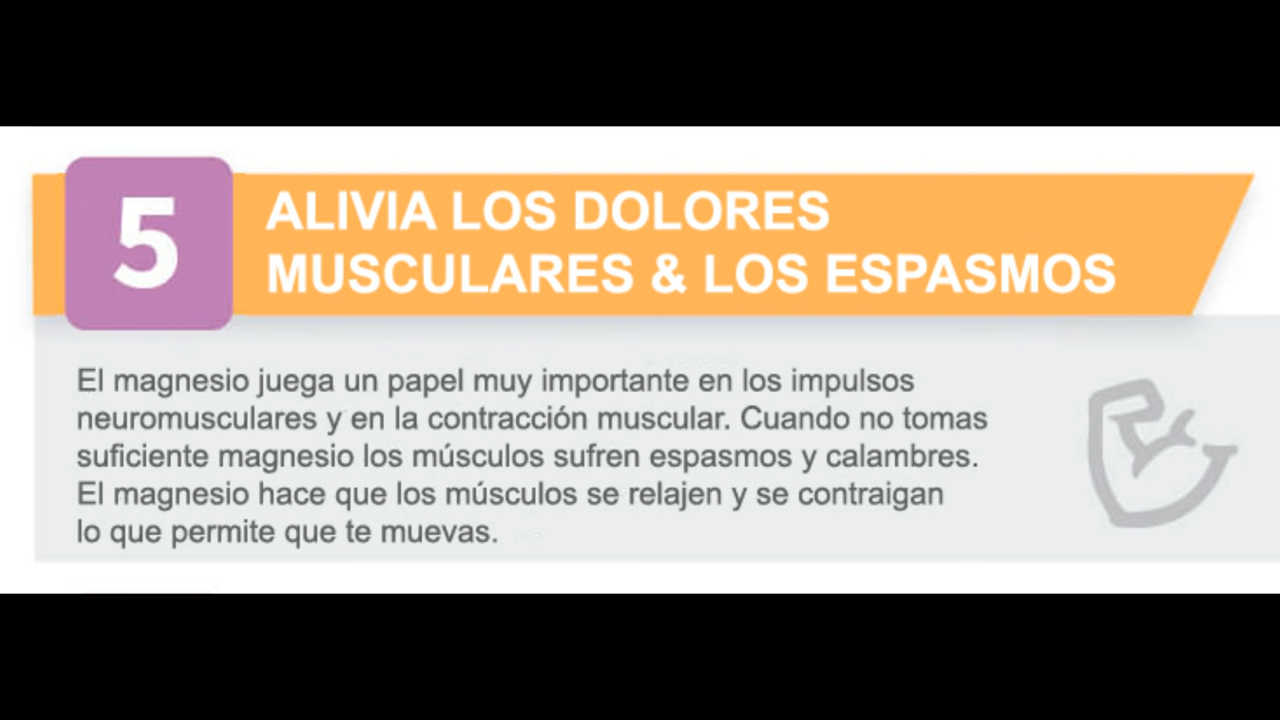 5
ALIVIA LOS DOLORES
MUSCULARES & LOS ESPASMOS
El magnesio juega un papel muy importante en los impulsos
neuromusculares y en la contracción muscular. Cuando no tomas
suficiente magnesio los músculos sufren espasmos y calambres.
El magnesio hace que los músculos se relajen y se contraigan
lo que permite que te muevas.